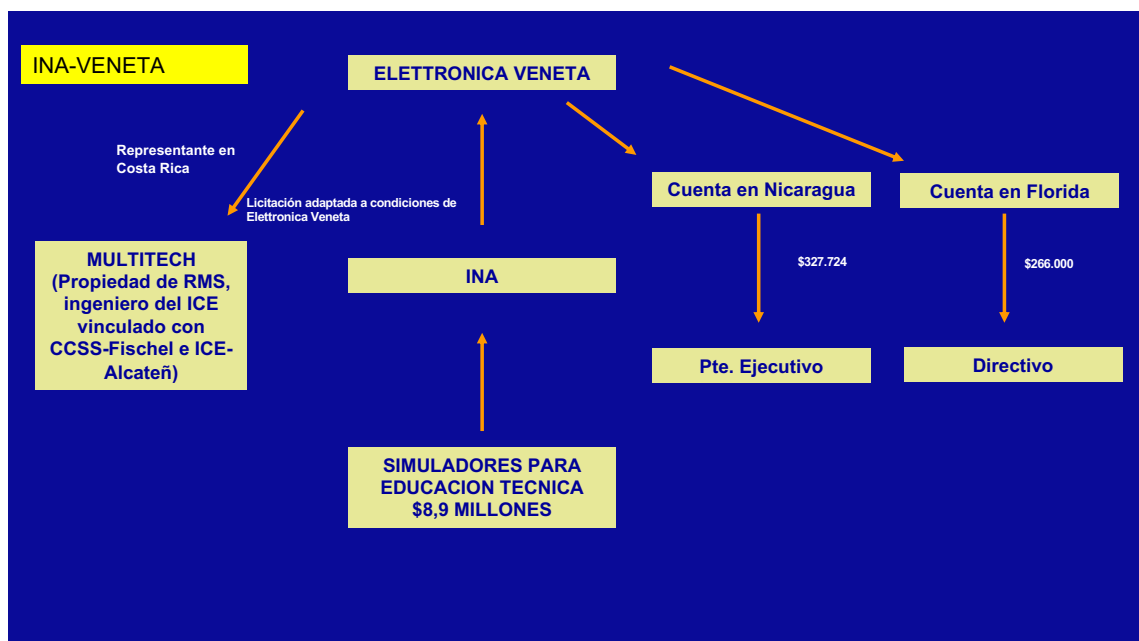 INA-VENETA
ELETTRONICA VENETA
Representante en
Costa Rica
Licitación adaptada a condiciones de
Elettronica Veneta
Cuenta en Nicaragua
Cuenta en Florida
MULTITECH
(Propiedad de RMS,
ingeniero del ICE
vinculado con
CCSS-Fischel e ICE-
Alcateñ)
INA
$327.724
$266.000
Pte. Ejecutivo
Directivo
SIMULADORES PARA
EDUCACION TECNICA
$8,9 MILLONES